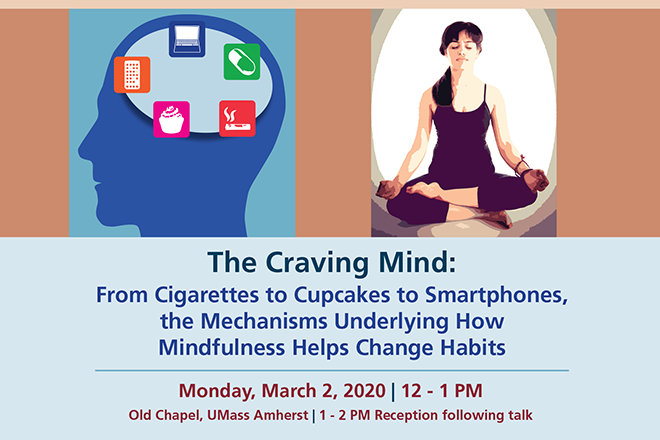 The Craving Mind:
From Cigarettes to Cupcakes to Smartphones,
the Mechanisms Underlying How
Mindfulness Helps Change Habits
Monday, March 2, 2020 | 12 - 1 PM
Old Chapel, UMass Amherst | 1 - 2 PM Reception following talk